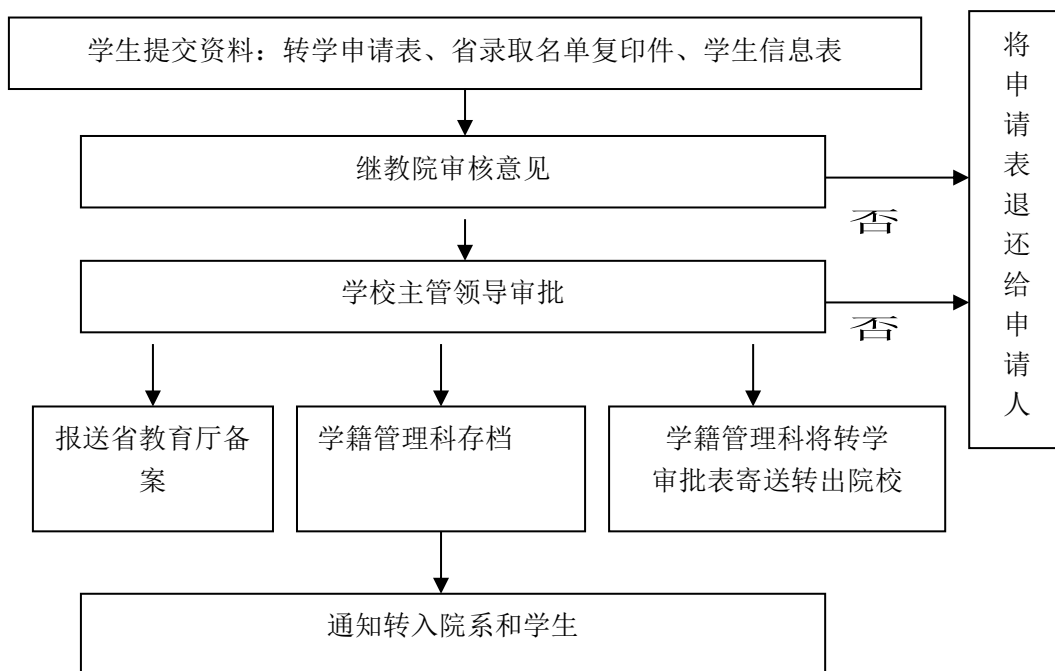 学生提交资料：转学申请表、省录取名单复印件、学生信息表
继教院审核意见
否
学校主管领导审批
否
将申请表退还给申请人
报送省教育厅备
案
学籍管理科存档
学籍管理科将转学
审批表寄送转出院校
通知转入院系和学生